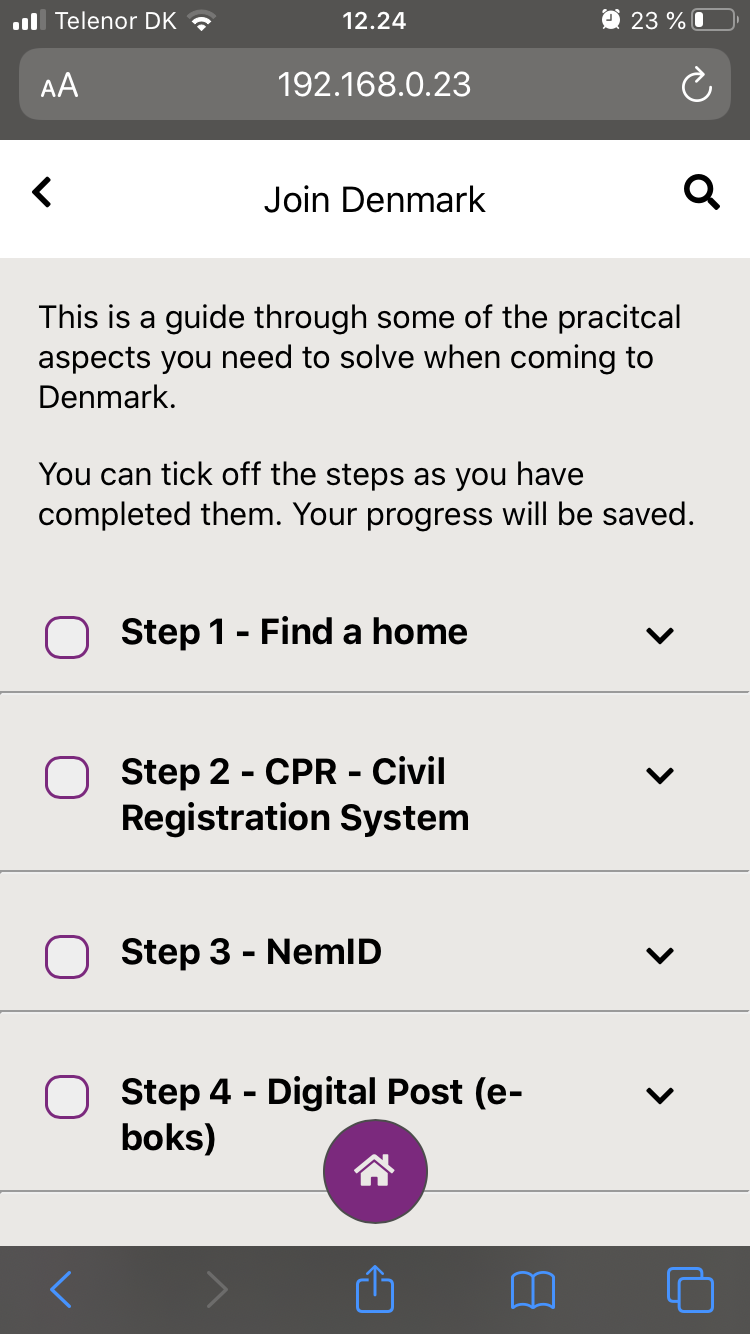 Telenor DK
12.24
23 %
AA
192.168.0.23
Join Denmark
This is a guide through some of the pracitcal
aspects you need to solve when coming to
Denmark.
You can tick off the steps as you have
completed them. Your progress will be saved.
Step 1 - Find a home
Step 2 - CPR - Civil
Registration System
Step 3 - NemID
Step 4 - Digital Post (e-
boks)